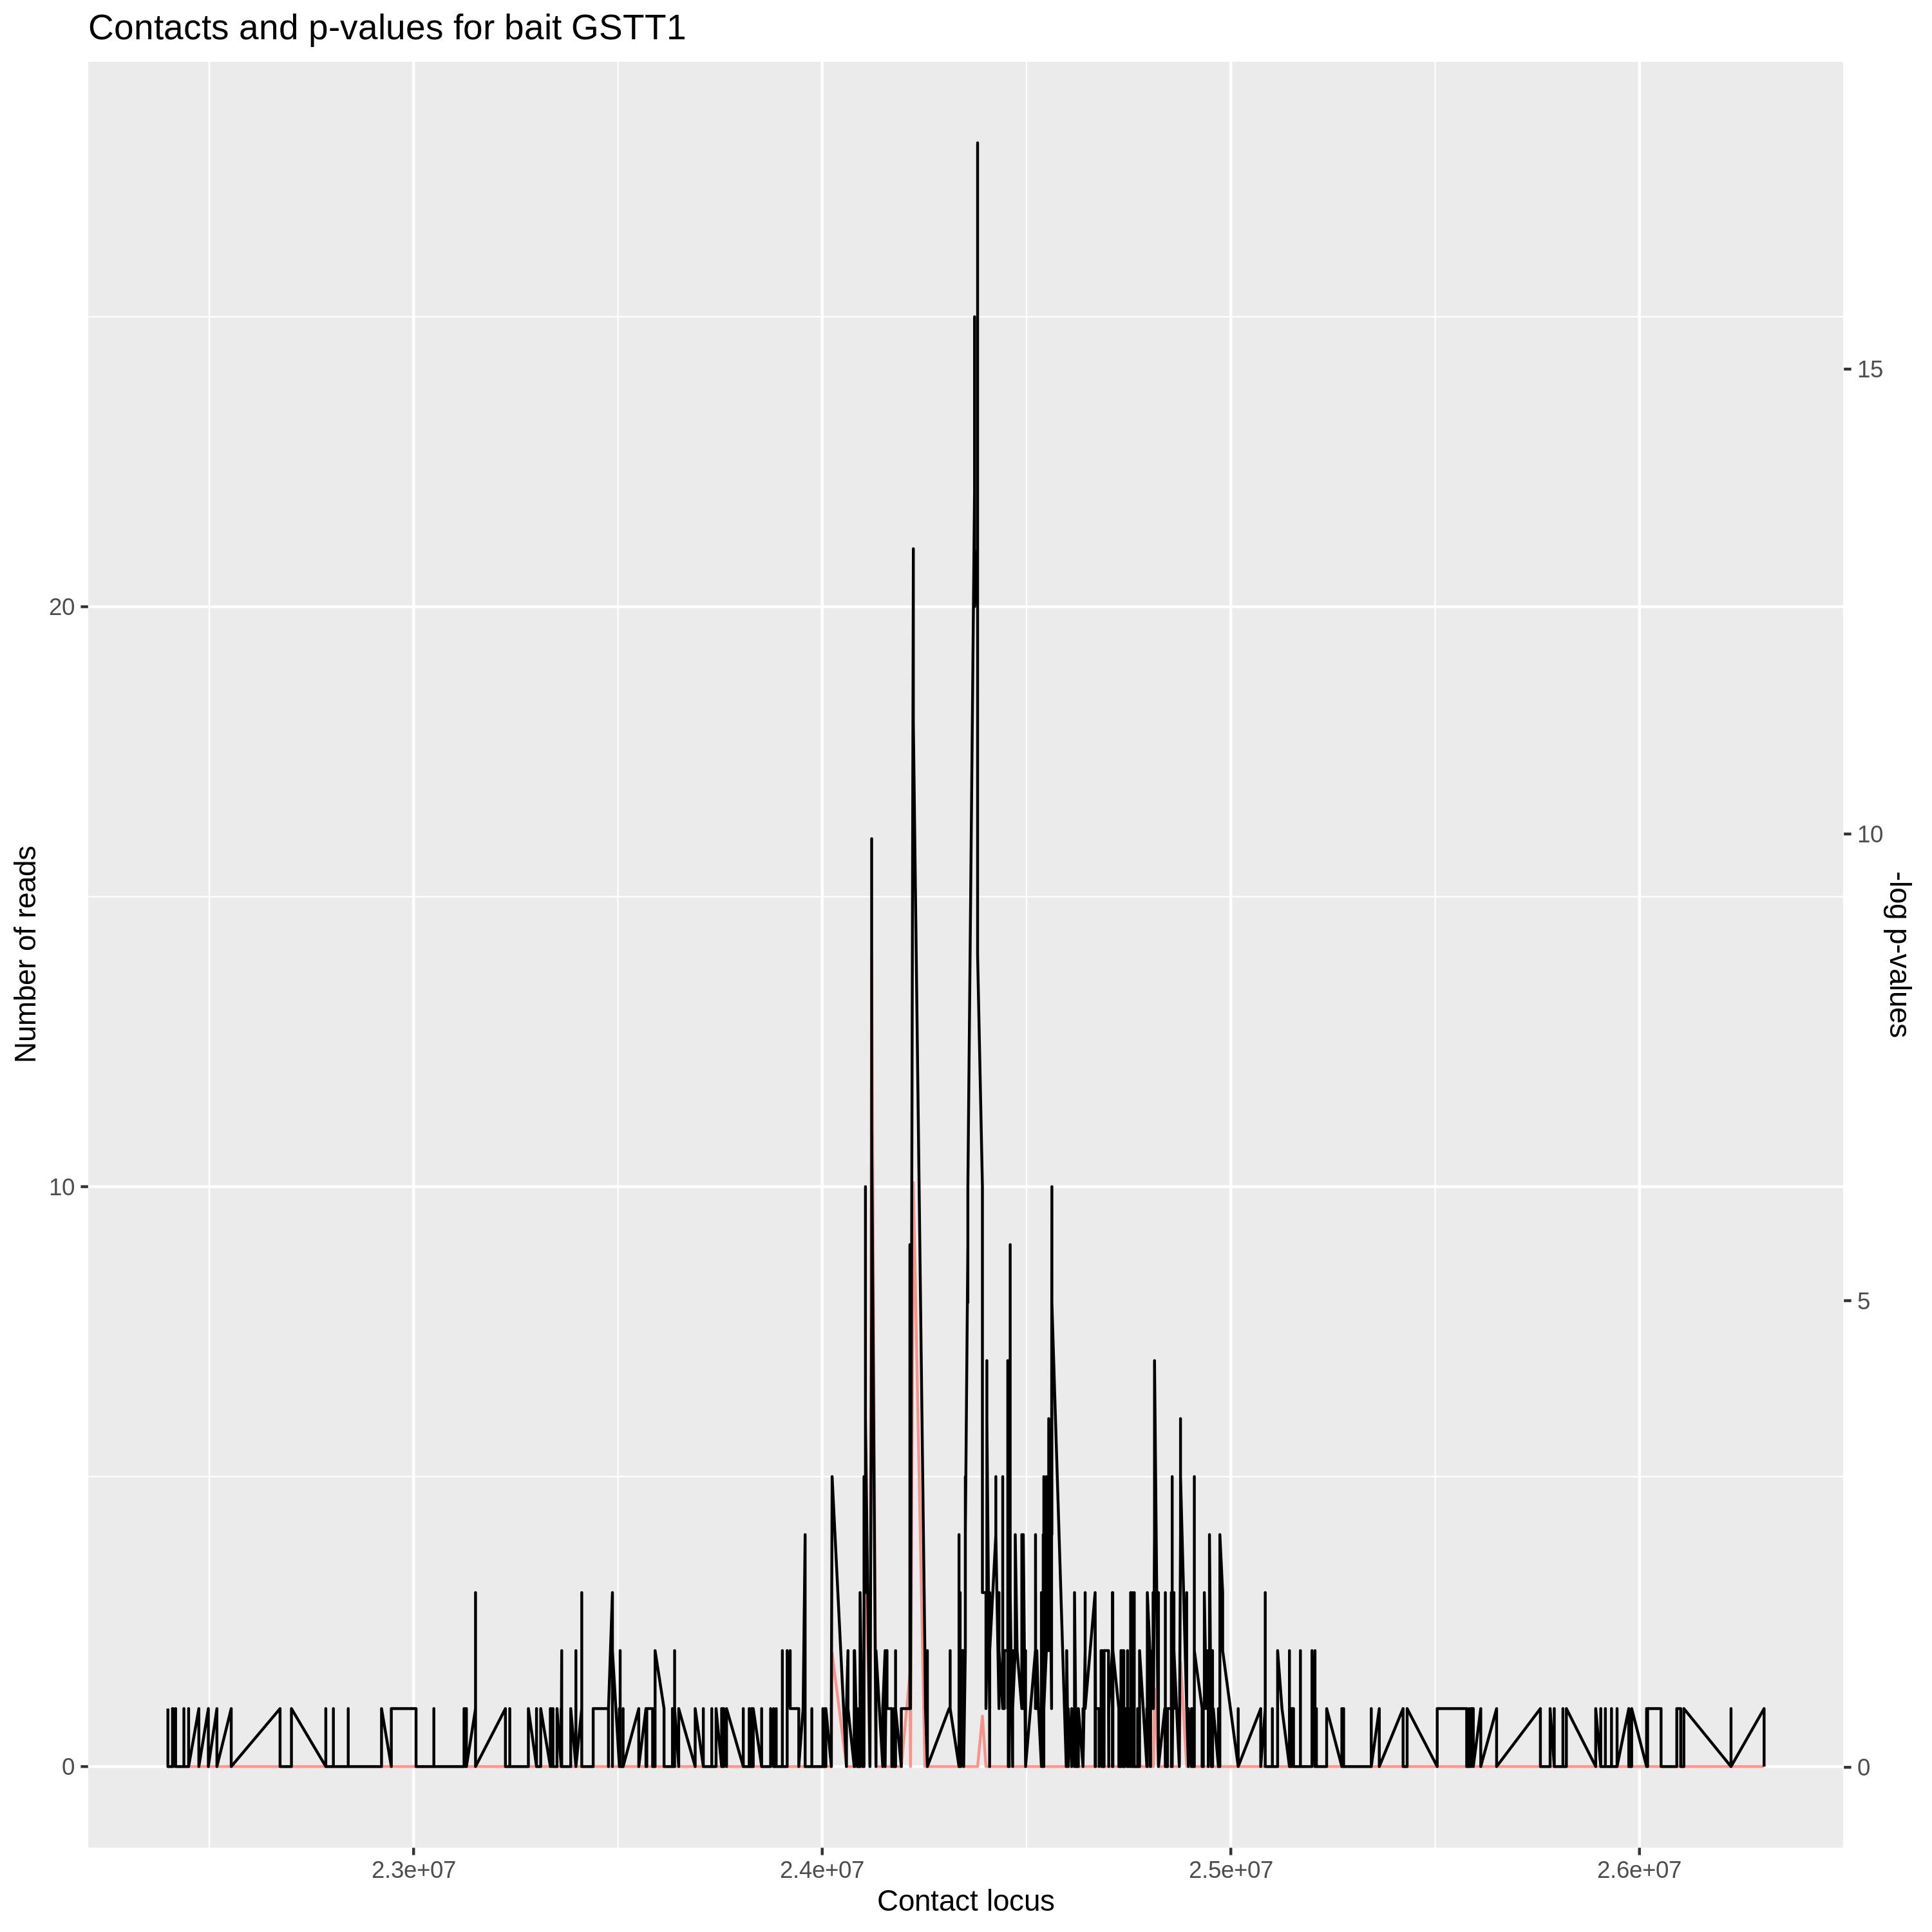 Contacts and p-values for bait GSTT1
20
10
0
Number of reads
15
10
5
0
-log p-values
2.3e+07 2.4e+07 2.5e+07 2.6e+07
Contact locus